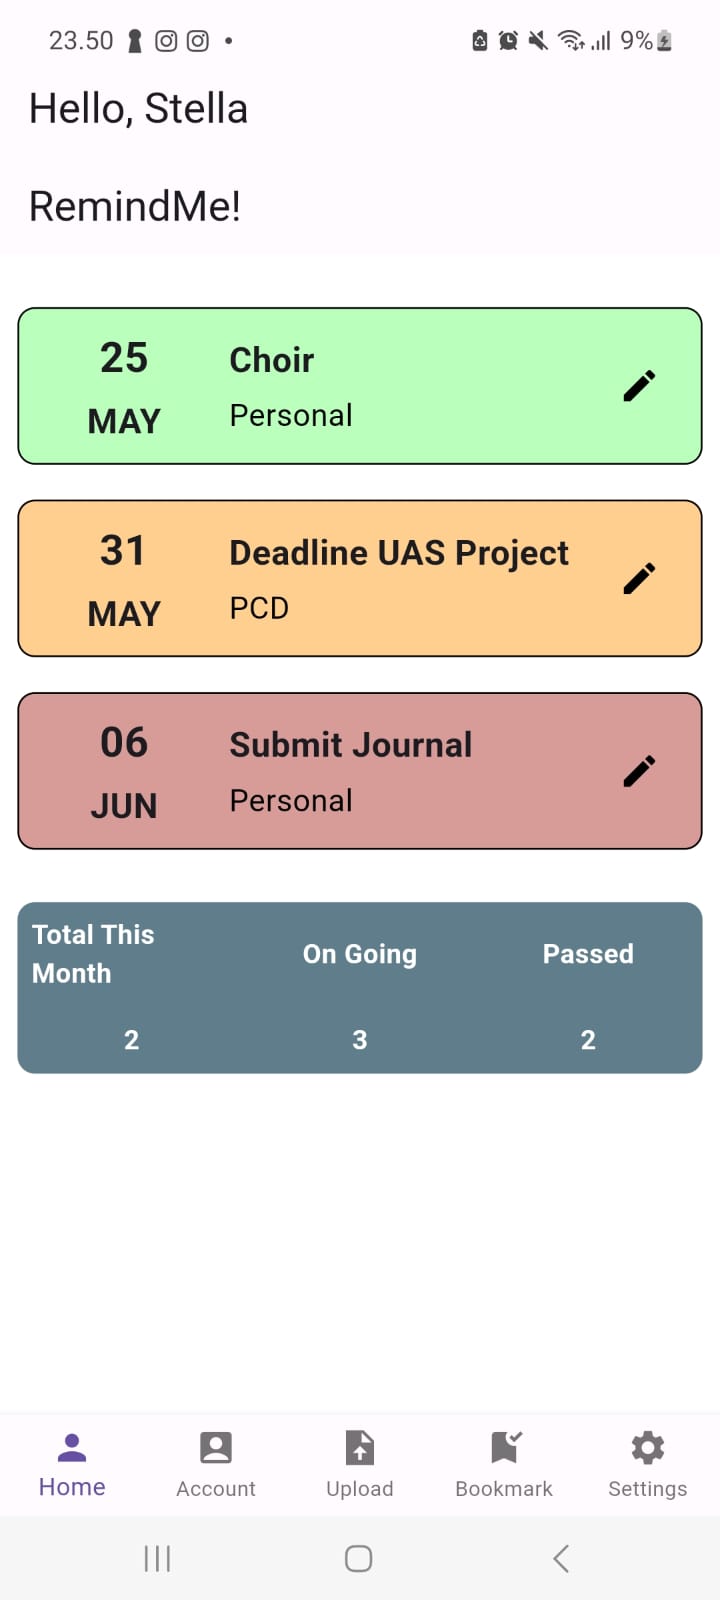 23.50
9%
Hello, Stella
RemindMe!
25
MAY
Choir
Personal
31
MAY
Deadline UAS Project
PCD
06
JUN
Submit Journal
Personal
Total This
Month
On Going
Passed
2
3
2
Home
Account
Upload
Bookmark
Settings